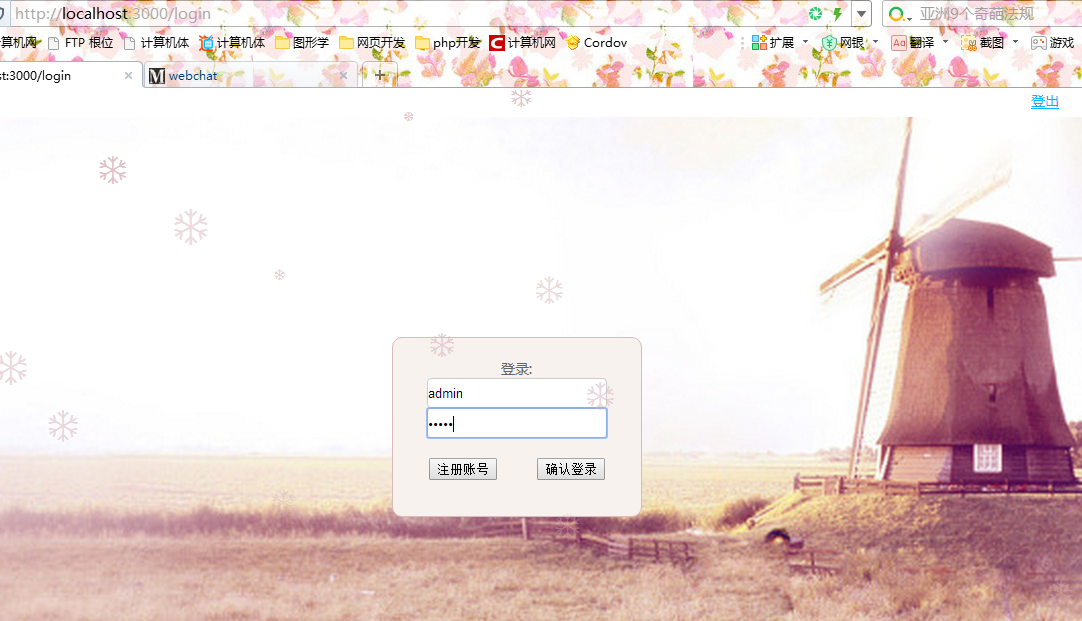 http://localhost:3000/login
亚洲9个奇葩法规
算机网 FTP 根位 计算机体 计算机体 图形学 网页开发 php开发 计算机网 Cordov
扩展 网银 Aa 翻译 截图 游戏
st:3000/login × M webchat × +
登出
登录:
admin
•••••
注册账号 确认登录